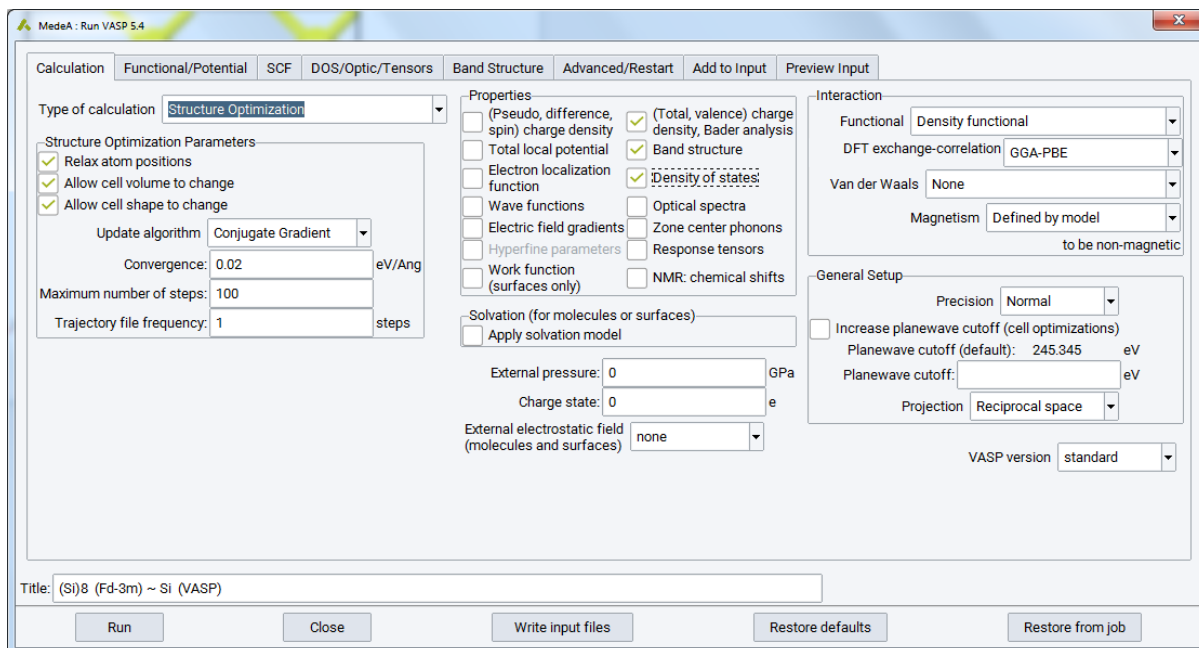 MedeA : Run VASP 5.4
Calculation Functional/Potential SCF DOS/Optic/Tensors Band Structure Advanced/Restart Add to Input Preview Input
Type of calculation Structure Optimization
Structure Optimization Parameters
Relax atom positions
Allow cell volume to change
Allow cell shape to change
Update algorithm Conjugate Gradient
Convergence: 0.02 eV/Ang
Maximum number of steps: 100
Trajectory file frequency: 1 steps
Properties
(Pseudo, difference,
spin) charge density
(Total, valence) charge
density, Bader analysis
Total local potential
Band structure
Electron localization
function
Density of states
Wave functions
Optical spectra
Electric field gradients
Zone center phonons
Hyperfine parameters
Response tensors
Work function
(surfaces only)
NMR: chemical shifts
Solvation (for molecules or surfaces)
Apply solvation model
External pressure: 0 GPa
Charge state: 0 e
External electrostatic field
(molecules and surfaces)
none
Interaction
Functional Density functional
DFT exchange-correlation GGA-PBE
Van der Waals None
Magnetism Defined by model
to be non-magnetic
General Setup
Precision Normal
Increase planewave cutoff (cell optimizations)
Planewave cutoff (default): 245.345 eV
Planewave cutoff: eV
Projection Reciprocal space
VASP version standard
Title: (Si)8 (Fd-3m) ~ Si (VASP)
Run Close Write input files Restore defaults Restore from job